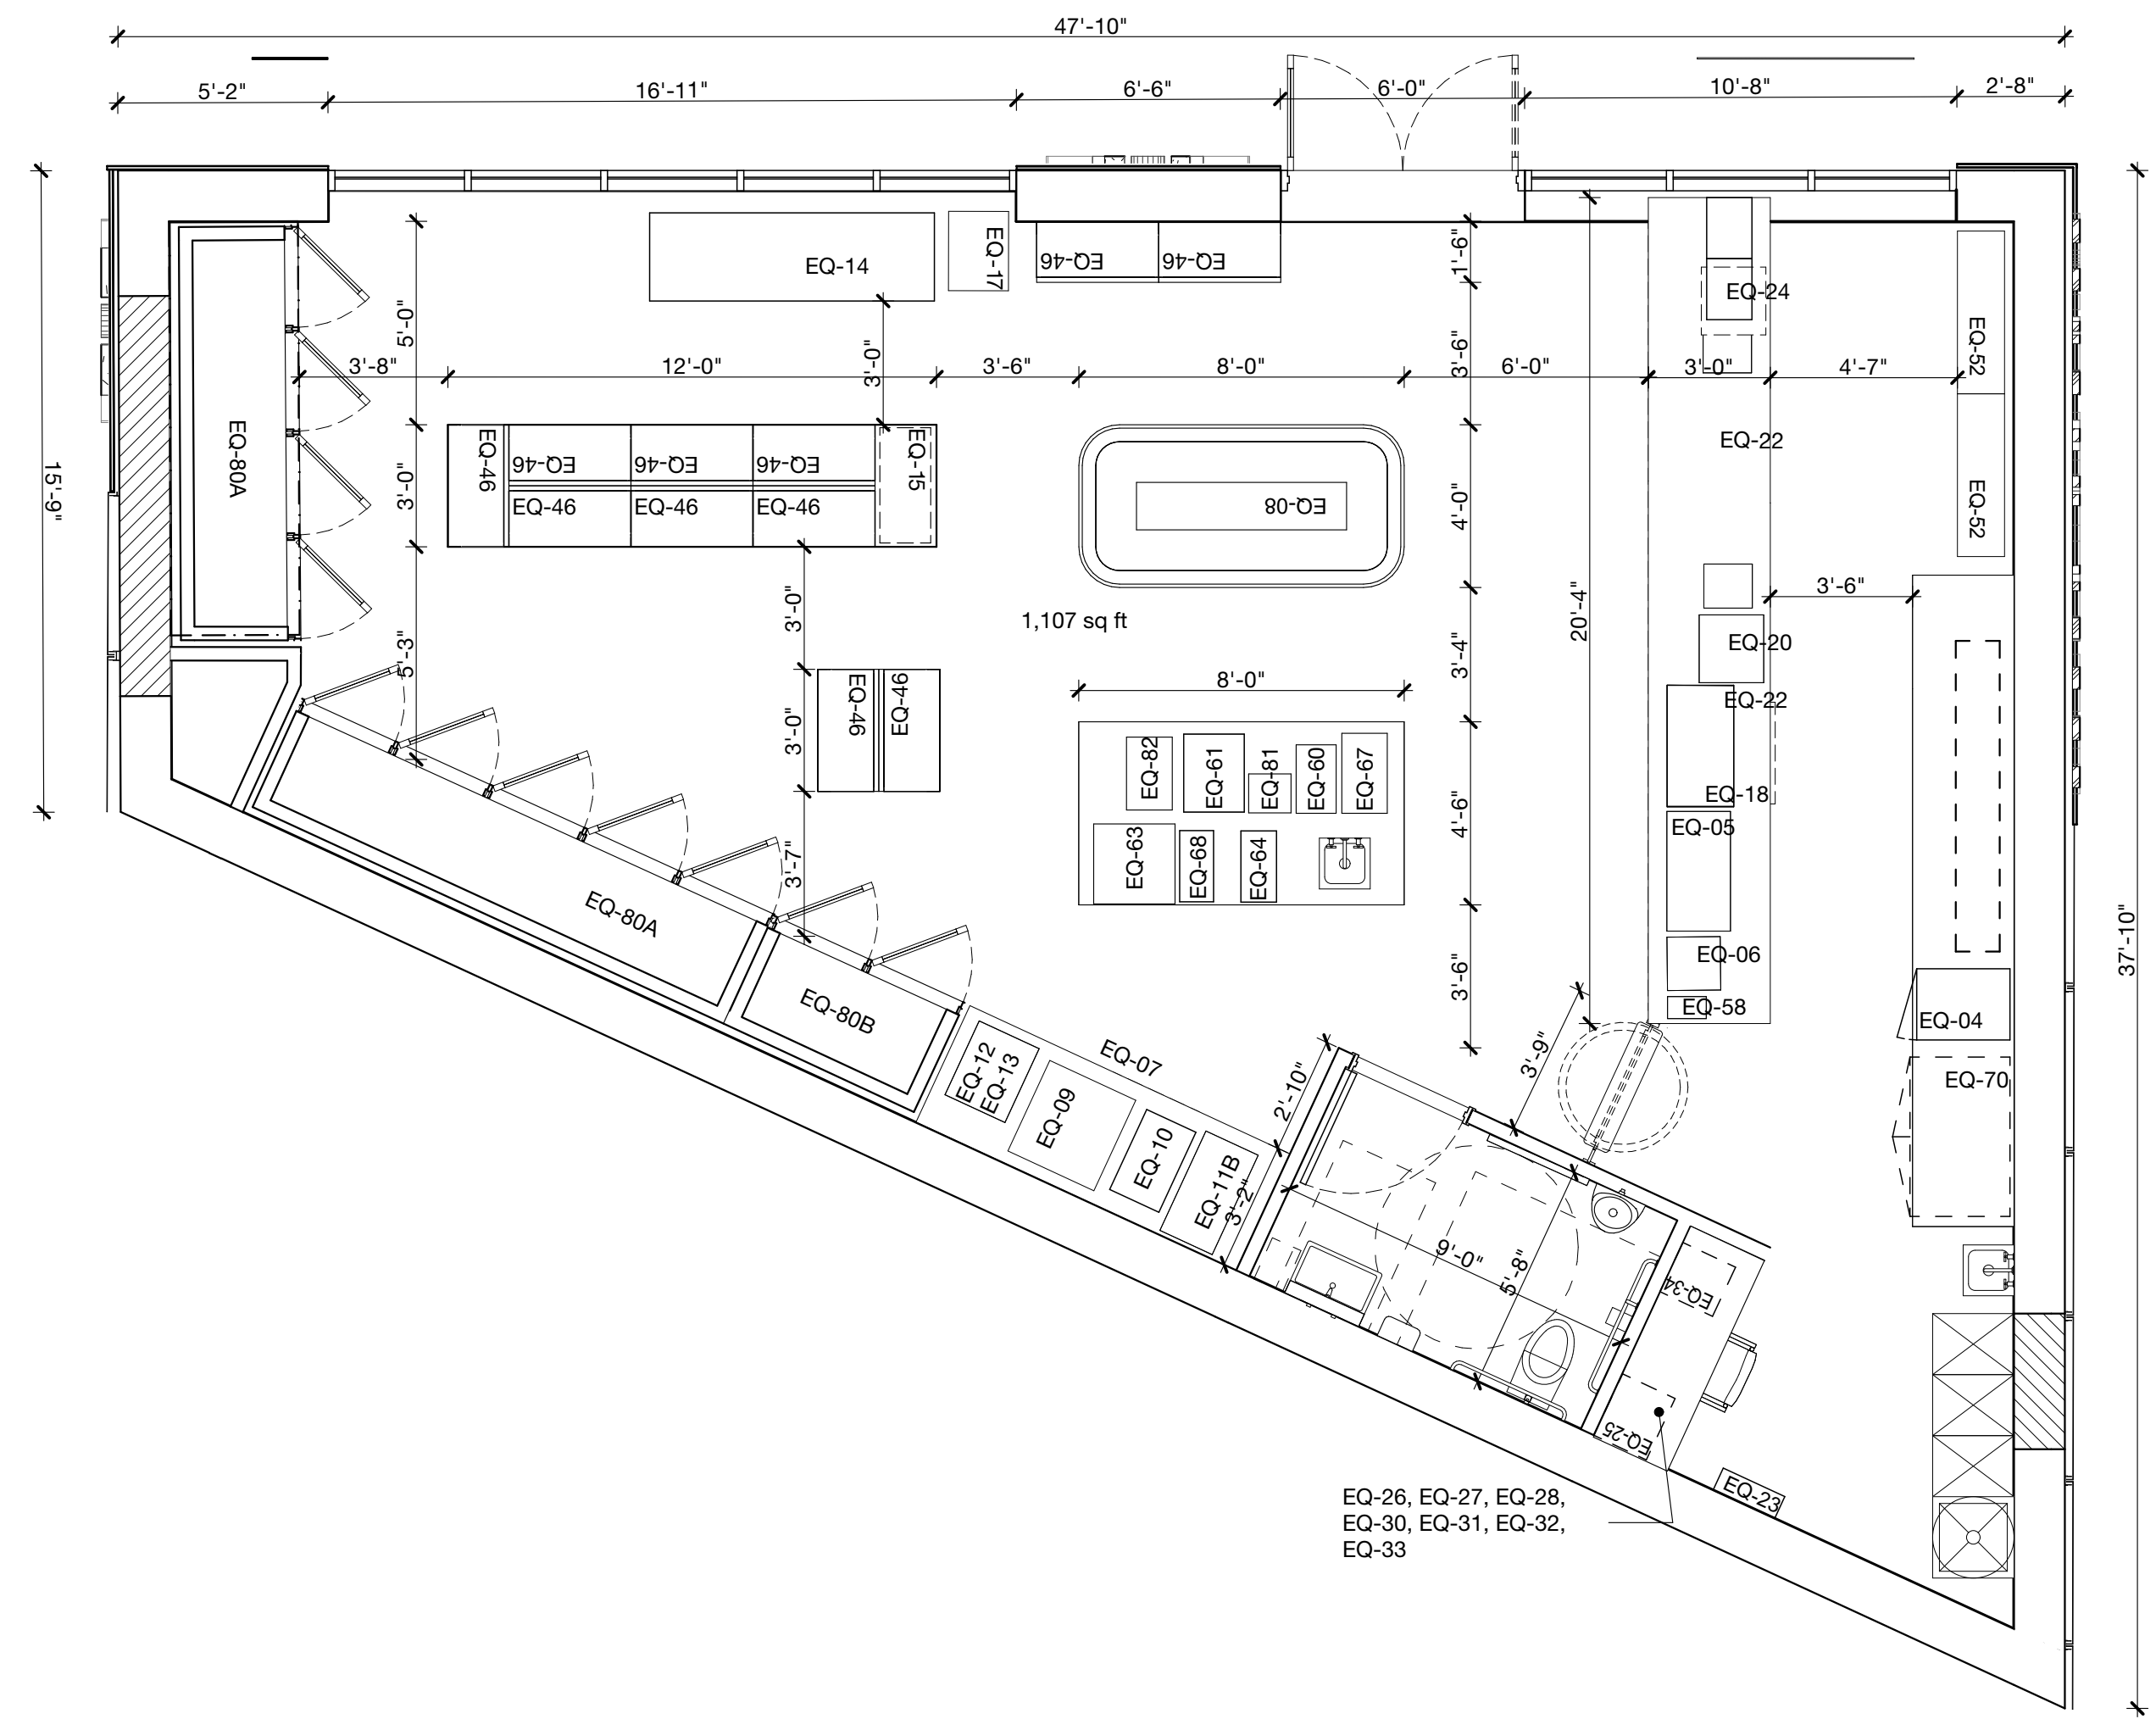 47'-10"
5'-2"
16'-11"
6'-6"
6'-0"
10'-8"
2'-8"
15'-9"
37'-10"
EQ-14
EQ-17
EQ-46
EQ-46
1'-6"
EQ-24
EQ-52
EQ-52
5'-0"
3'-8"
12'-0"
3'-0"
3'-6"
8'-0"
3'-6"
6'-0"
3'-0"
4'-7"
EQ-80A
EQ-46
EQ-46
EQ-46
EQ-46
EQ-15
EQ-46
EQ-46
EQ-46
3'-0"
EQ-08
4'-0"
EQ-22
1,107 sq ft
20'-4"
3'-6"
3'-0"
5'-3"
3'-4"
EQ-20
8'-0"
EQ-22
EQ-46
EQ-46
3'-0"
EQ-82
EQ-61
EQ-81
EQ-60
EQ-67
EQ-18
4'-6"
EQ-05
3'-7"
EQ-63
EQ-68
EQ-64
EQ-80A
EQ-06
3'-6"
EQ-58
EQ-80B
EQ-04
EQ-12
EQ-13
EQ-07
EQ-09
3'-9"
2'-10"
EQ-70
EQ-10
EQ-11B
3'-2"
9'-0"
5'-8"
EQ-34
EQ-25
EQ-23
EQ-26, EQ-27, EQ-28,
EQ-30, EQ-31, EQ-32,
EQ-33